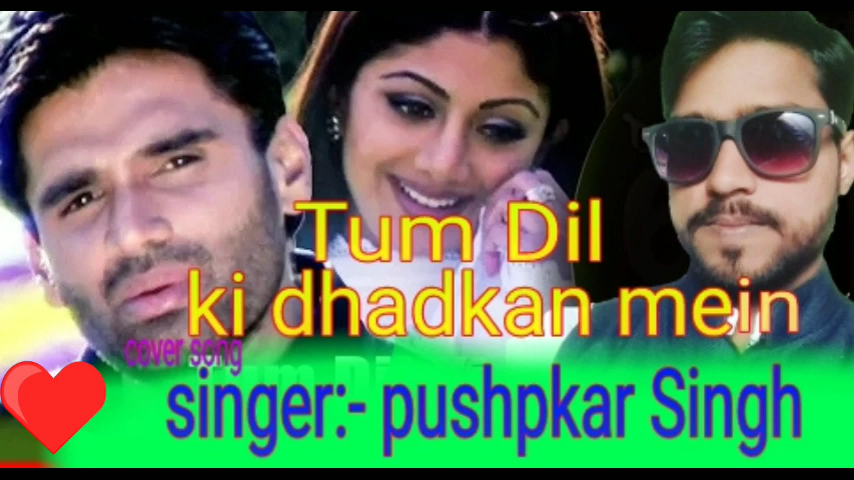 Tum Dil
ki dhadkan mein
cover song
singer:- pushpkar Singh